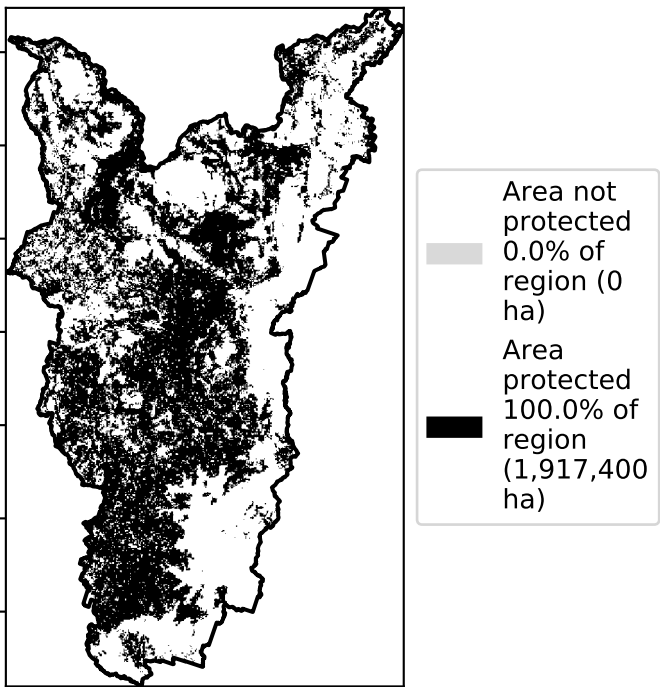 Area not
protected
0.0% of
region (0
ha)
Area
protected
100.0% of
region
(1,917,400
ha)